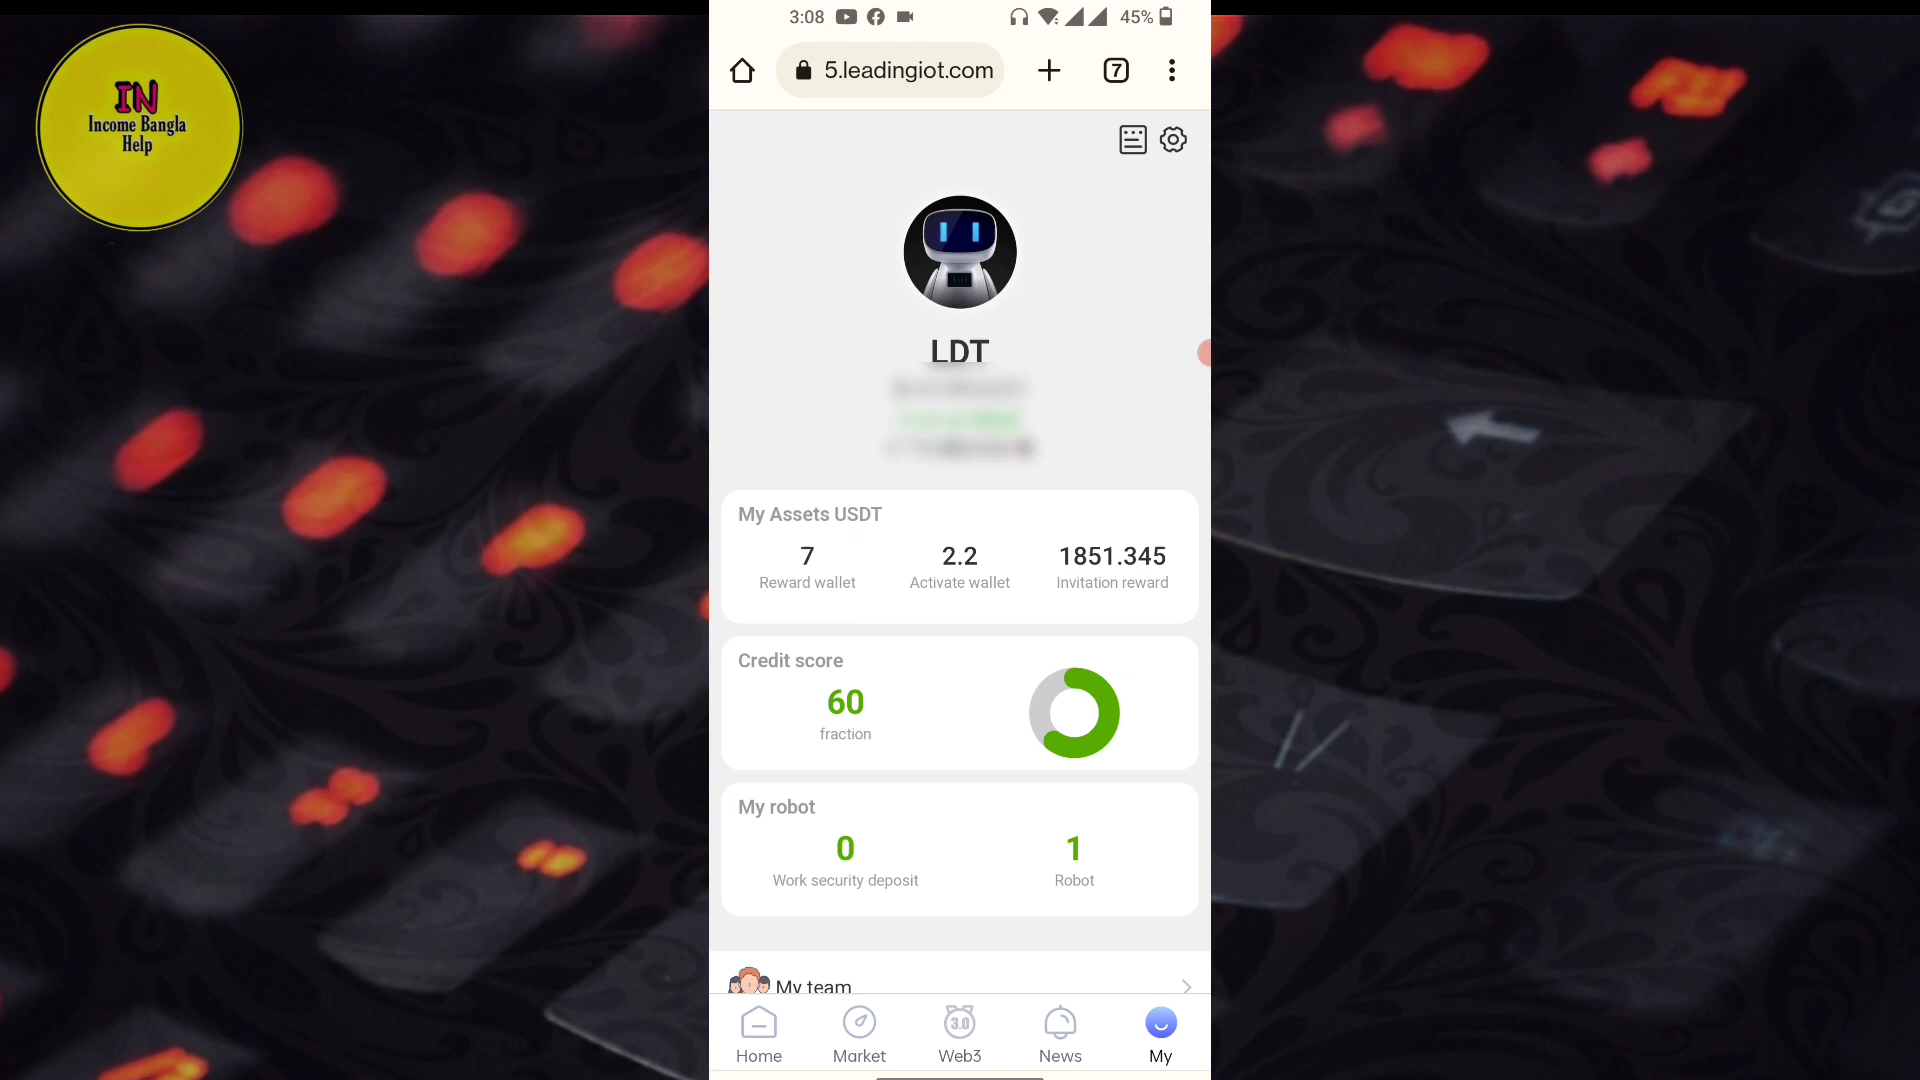 IN
Income Bangla
Help
3:08
45%
5.leadingiot.com
7
LDT
My Assets USDT
7
2.2
1851.345
Reward wallet
Activate wallet
Invitation reward
Credit score
60
fraction
My robot
0
1
Work security deposit
Robot
My team
3.0
Home
Market
Web3
News
My